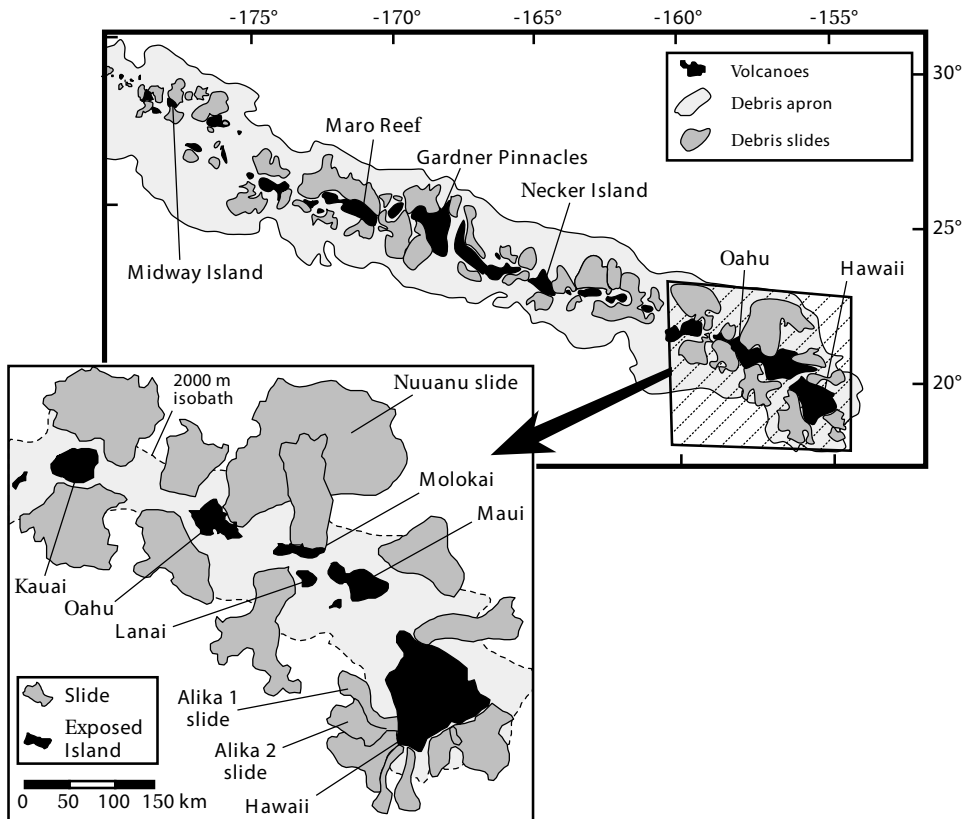 -175
-170
-165
-160
-155°
30°
25°
20°
Volcanoes
Debris apron
Debris slides
Maro Reef
Gardner Pinnacles
Necker Island
Midway Island
Oahu
Hawaii
2000 m
isobath
Nuuanu slide
Molokai
Maui
Kauai
Oahu
Lanai
Alika 1
slide
Alika 2
slide
Hawaii
Slide
Exposed
Island
0 50 100 150 km